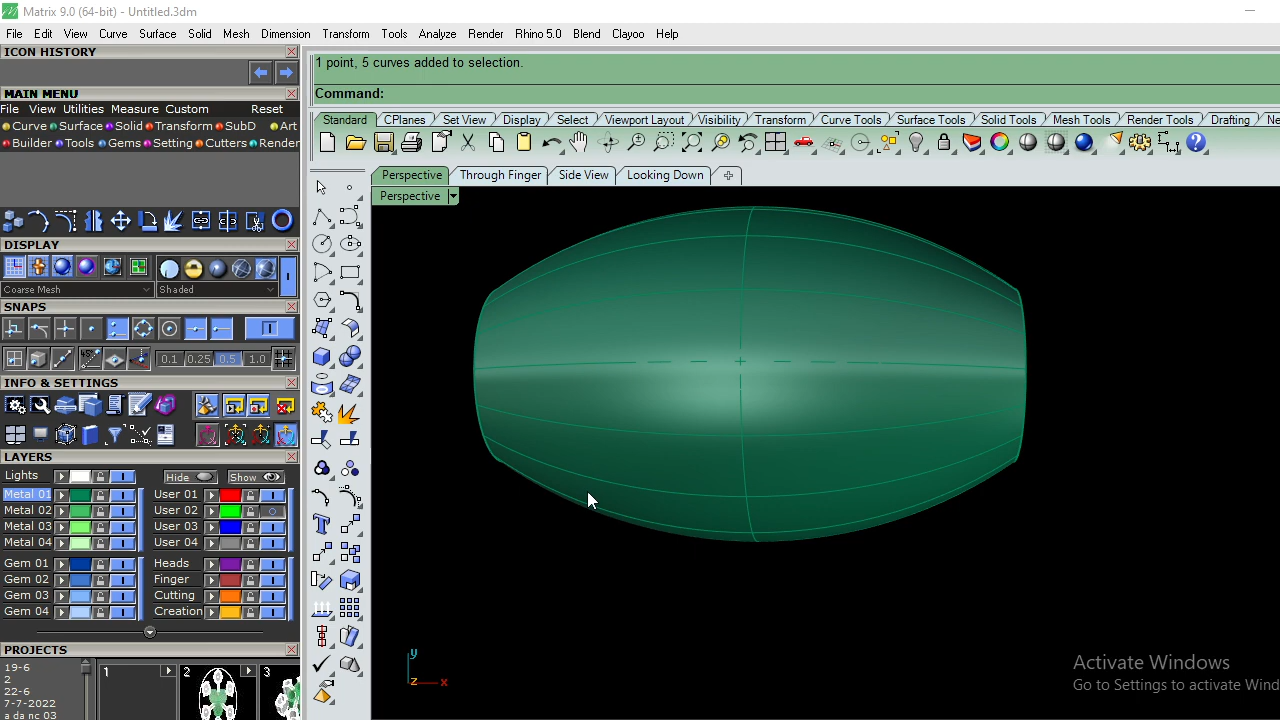 Matrix 9.0 (64-bit) - Untitled.3dm
File Edit View Curve Surface Solid Mesh Dimension Transform Tools Analyze Render Rhino 5.0 Blend Clayoo Help
ICON HISTORY
1 point, 5 curves added to selection.
MAIN MENU
Command:
File View Utilities Measure Custom Reset
Standard CPlanes Set View Display Select Viewport Layout Visibility Transform Curve Tools Surface Tools Solid Tools Mesh Tools Render Tools Drafting Ne
Curve Surface Solid Transform SubD Art
Builder Tools Gems Setting Cutters Render
Perspective Through Finger Side View Looking Down
Perspective
DISPLAY
Coarse Mesh Shaded
SNAPS
0.1 0.25 0.5 1.0
INFO & SETTINGS
LAYERS
Lights Hide Show
Metal 01 User 01
Metal 02 User 02
Metal 03 User 03
Metal 04 User 04
Gem 01 Heads
Gem 02 Finger
Gem 03 Cutting
Gem 04 Creation
PROJECTS
19-6
2
22-6
7-7-2022
a da nc 03
1 2 3
y
z x
Activate Windows
Go to Settings to activate Wind